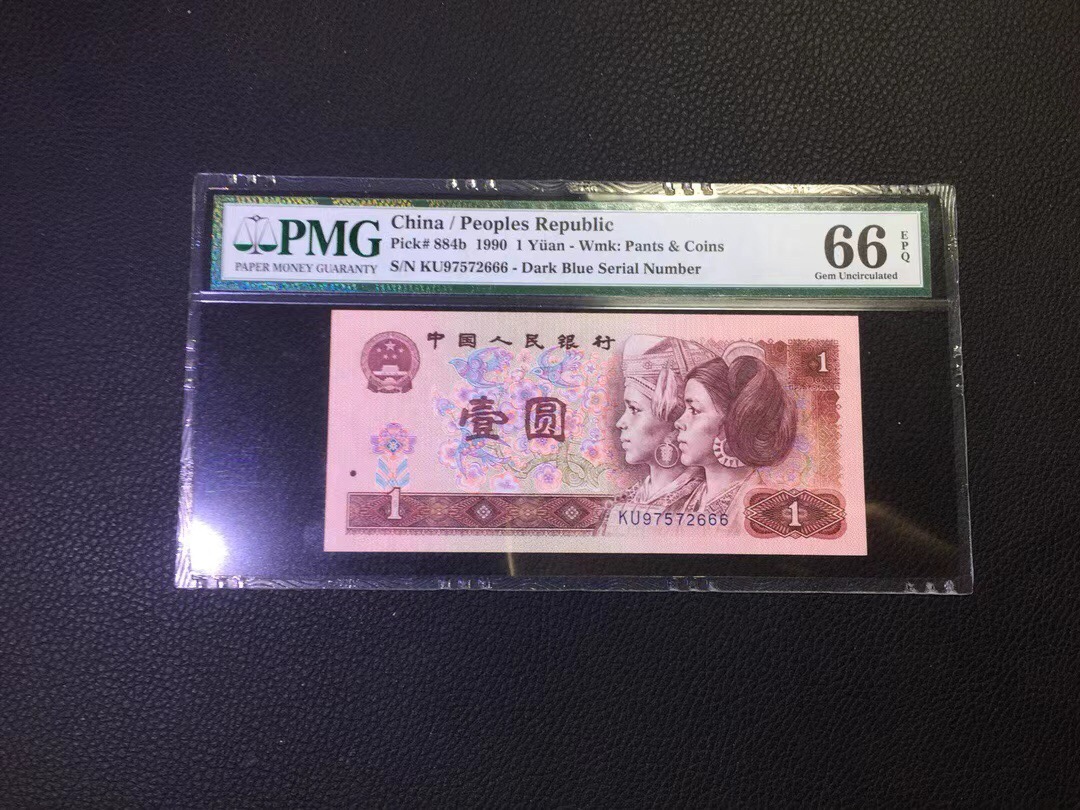 PMG
PAPER MONEY GUARANTY
China / Peoples Republic
Pick# 884b 1990 1 Yüan - Wmk: Pants & Coins
S/N KU97572666 - Dark Blue Serial Number
66 EPQ
Gem Uncirculated
中国人民银行
1
壹圆
1
KU97572666
1